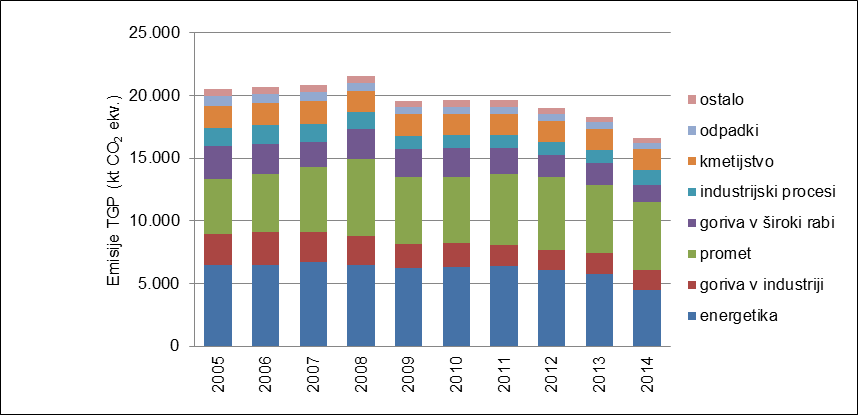 Emisije TGP (kt CO₂ ekv.)
25.000
20.000
15.000
10.000
5.000
0
2005
2006
2007
2008
2009
2010
2011
2012
2013
2014
ostalo
odpadki
kmetijstvo
industrijski procesi
goriva v široki rabi
promet
goriva v industriji
energetika